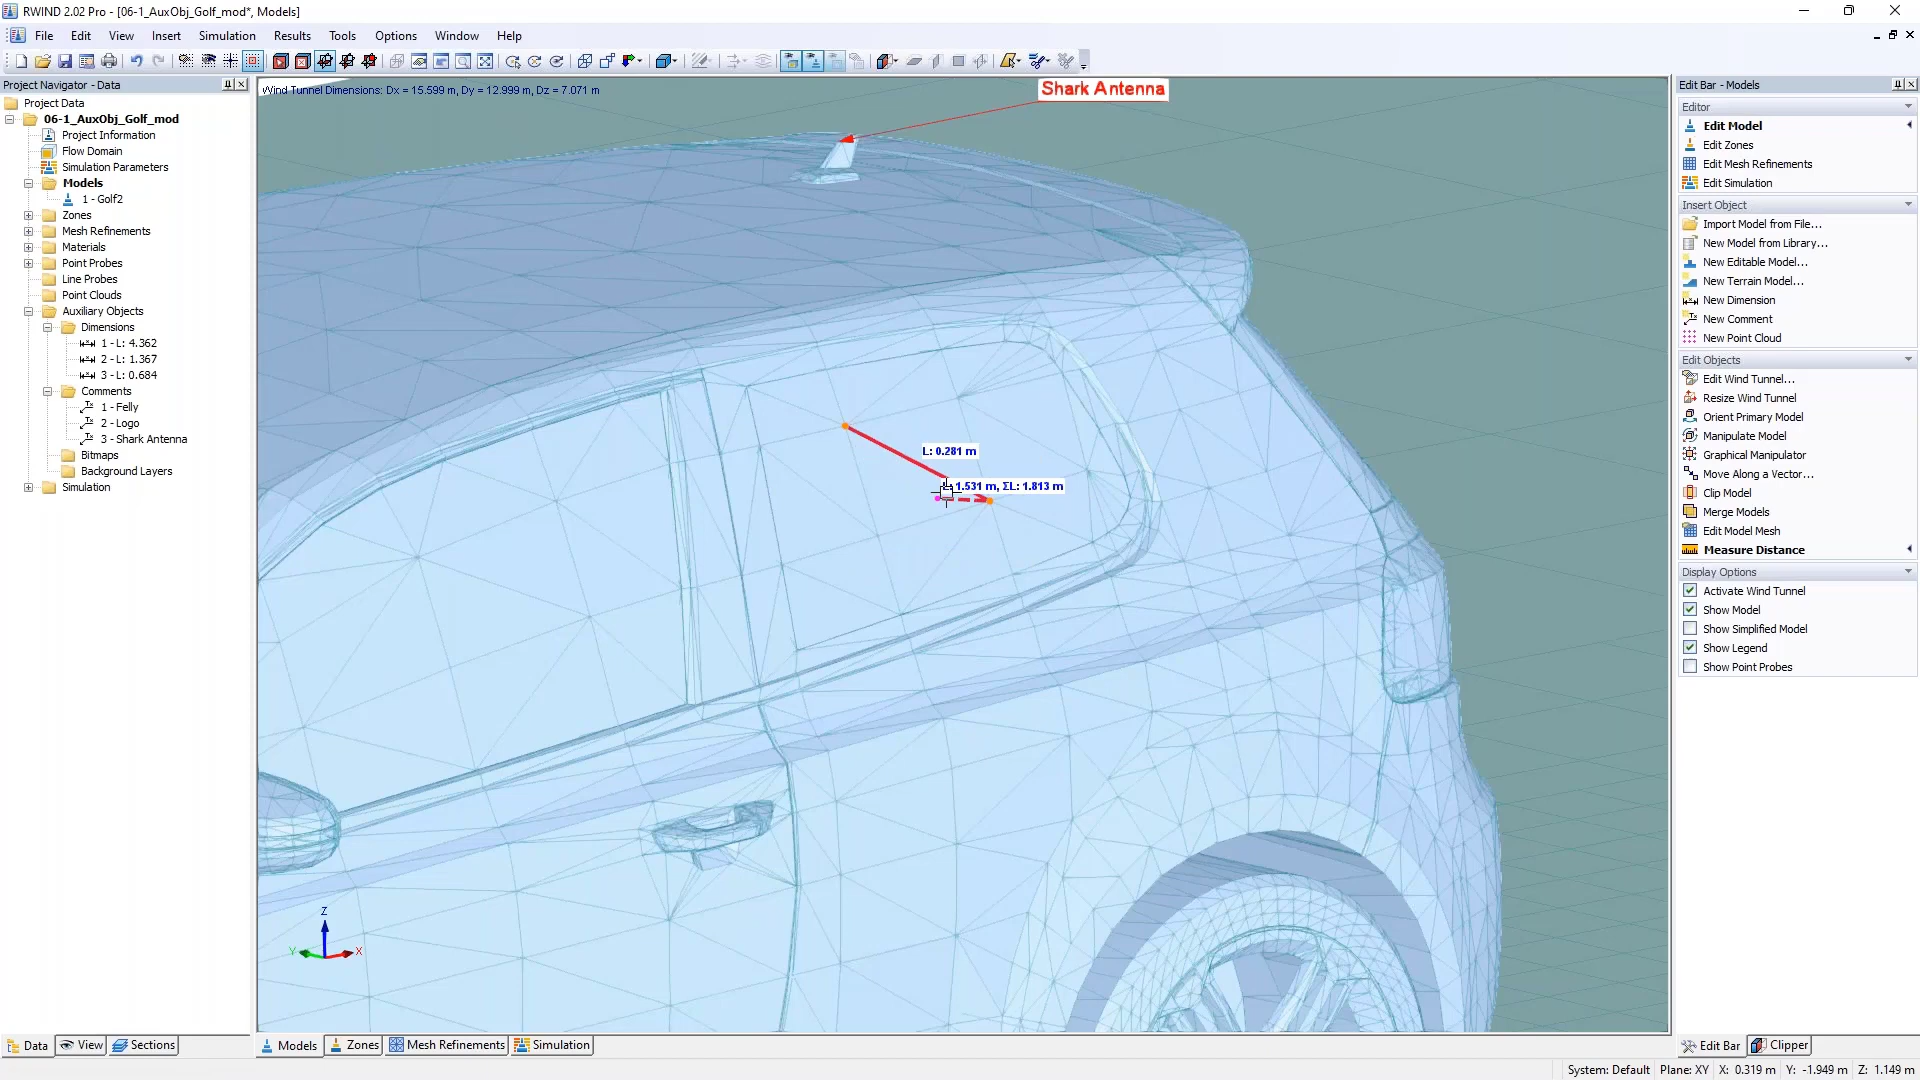 RWIND 2.02 Pro - [06-1_AuxObj_Golf_mod*, Models]
File Edit View Insert Simulation Results Tools Options Window Help
Project Navigator - Data
Project Data
06-1_AuxObj_Golf_mod
Project Information
Flow Domain
Simulation Parameters
Models
1 - Golf2
Zones
Mesh Refinements
Materials
Point Probes
Line Probes
Point Clouds
Auxiliary Objects
Dimensions
1 - L: 4.362
2 - L: 1.367
3 - L: 0.684
Comments
1 - Felly
2 - Logo
3 - Shark Antenna
Bitmaps
Background Layers
Simulation
Data View Sections
Wind Tunnel Dimensions: Dx = 15.599 m, Dy = 12.999 m, Dz = 7.071 m
Shark Antenna
L: 0.281 m
1.531 m, ΣL: 1.813 m
Z
Y X
Models Zones Mesh Refinements Simulation
Edit Bar - Models
Editor
Edit Model
Edit Zones
Edit Mesh Refinements
Edit Simulation
Insert Object
Import Model from File...
New Model from Library...
New Editable Model...
New Terrain Model...
New Dimension
New Comment
New Point Cloud
Edit Objects
Edit Wind Tunnel...
Resize Wind Tunnel
Orient Primary Model
Manipulate Model
Graphical Manipulator
Move Along a Vector...
Clip Model
Merge Models
Edit Model Mesh
Measure Distance
Display Options
Activate Wind Tunnel
Show Model
Show Simplified Model
Show Legend
Show Point Probes
Edit Bar Clipper
System: Default Plane: XY X: 0.319 m Y: -1.949 m Z: 1.149 m